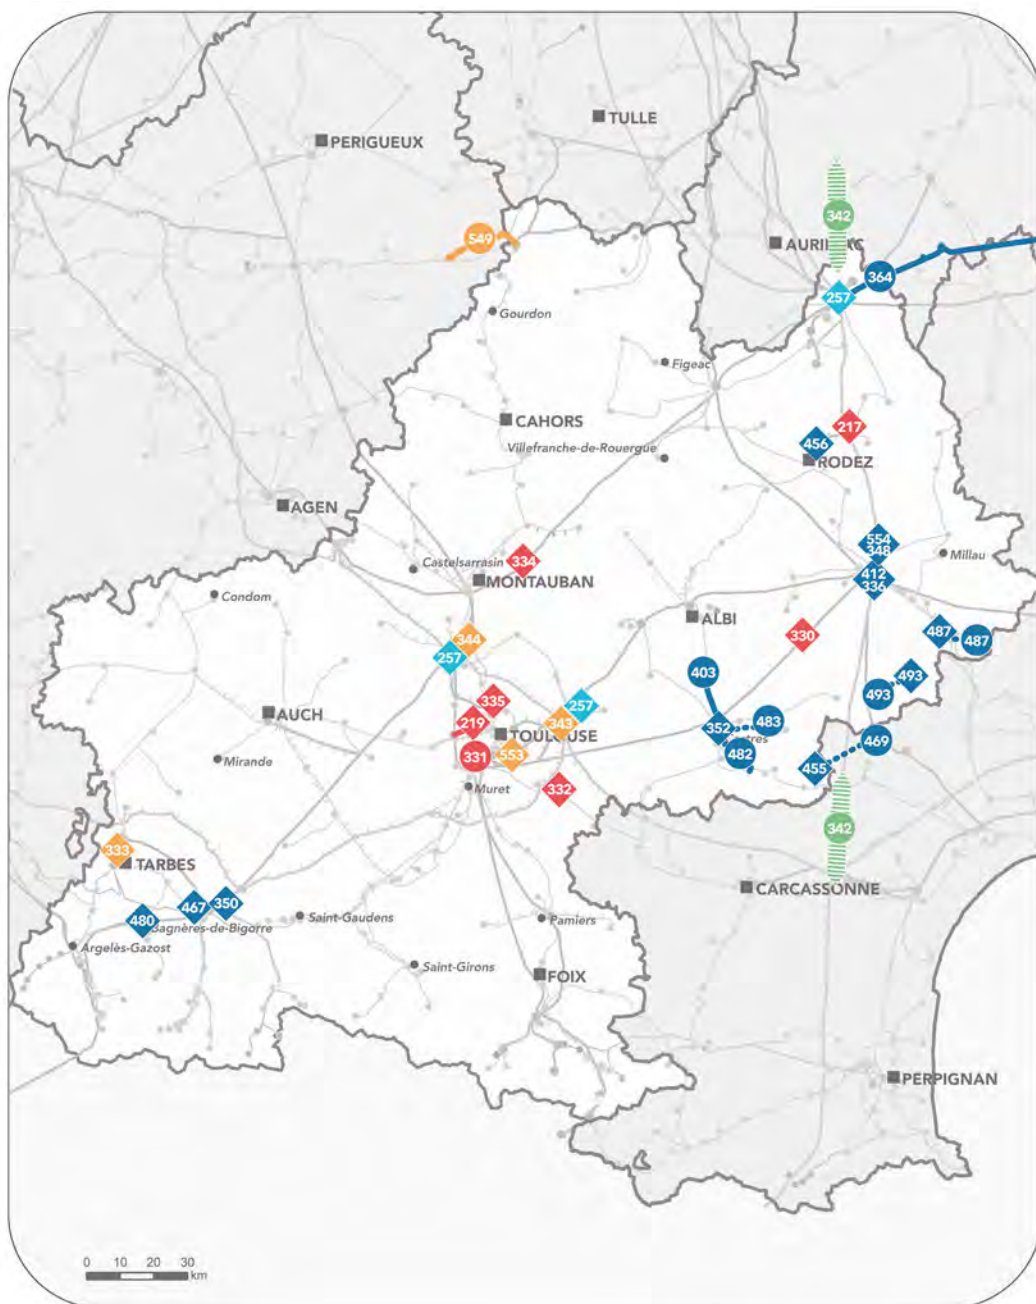 TULLE
PERIGUEUX
342
549
AURILLAC
364
257
Gourdon
Figeac
CAHORS
217
456
Villefranche-de-Rouergue
RODEZ
AGEN
554
348
Millau
334
Castelsarrasin
412
336
MONTAUBAN
Condom
ALBI
330
344
487
487
257
403
493
493
335
257
AUCH
219
343
483
352
TOULOUSE
469
331
553
482
Mirande
455
Muret
332
342
333
TARBES
CARCASSONNE
467
350
480
Saint-Gaudens
Pamiers
Bagnères-de-Bigorre
Argelès-Gazost
Saint-Girons
FOIX
PERPIGNAN
0 10 20 30
km